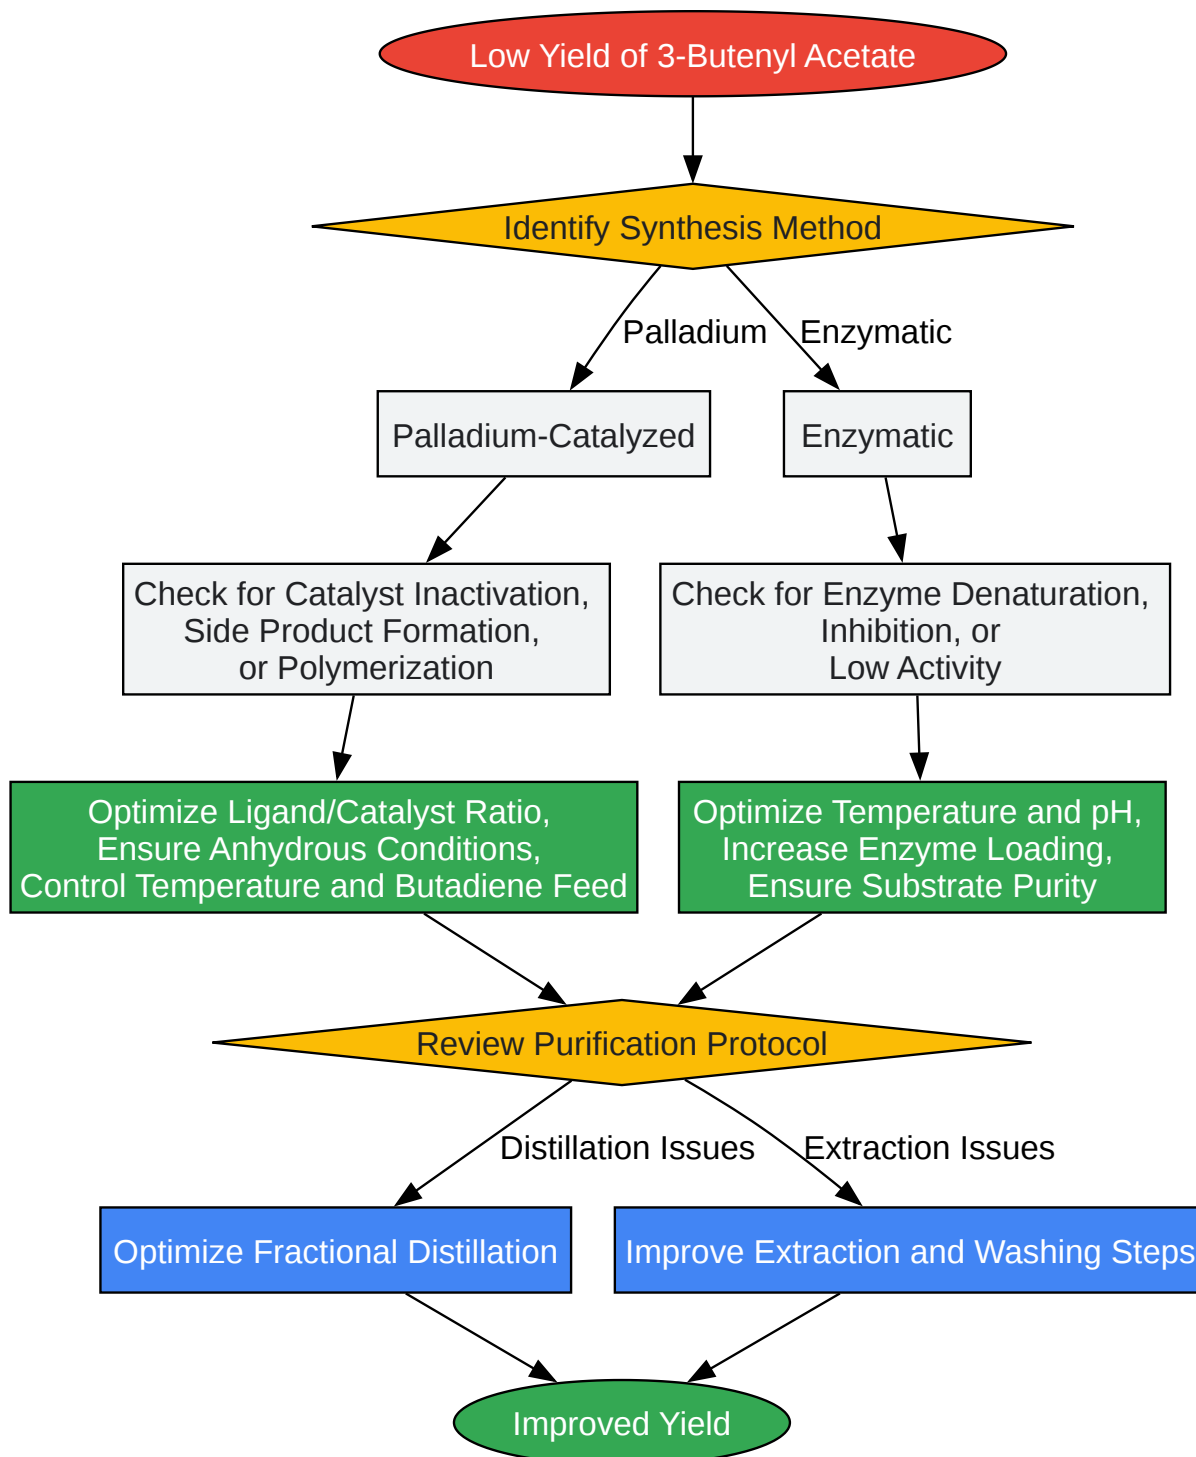 Low Yield of 3-Butenyl Acetate
Identify Synthesis Method
Palladium
Enzymatic
Palladium-Catalyzed
Enzymatic
Check for Catalyst Inactivation,
Side Product Formation,
or Polymerization
Check for Enzyme Denaturation,
Inhibition, or
Low Activity
Optimize Ligand/Catalyst Ratio,
Ensure Anhydrous Conditions,
Control Temperature and Butadiene Feed
Optimize Temperature and pH,
Increase Enzyme Loading,
Ensure Substrate Purity
Review Purification Protocol
Distillation Issues
Extraction Issues
Optimize Fractional Distillation
Improve Extraction and Washing Steps
Improved Yield